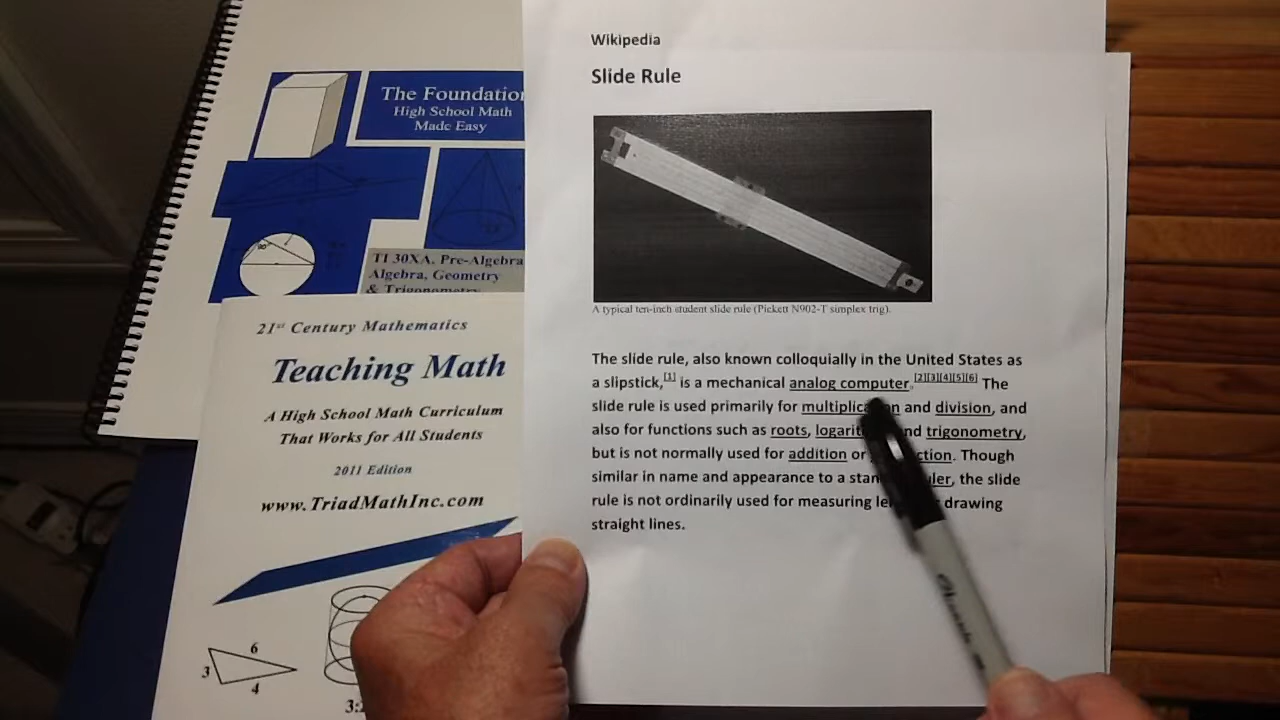 The Foundation
High School Math
Made Easy
TI 30XA, Pre-Algebra
Algebra, Geometry
& Trigonometry
21st Century Mathematics
Teaching Math
A High School Math Curriculum
That Works for All Students
2011 Edition
www.TriadMathInc.com
6
3
4
3:2
Wikipedia
Slide Rule
A typical ten-inch student slide rule (Pickett N902-T simplex trig).
The slide rule, also known colloquially in the United States as
a slipstick,[1] is a mechanical analog computer.[2][3][4][5][6] The
slide rule is used primarily for and division, and
also for functions such as roots, trigonometry,
but is not normally used for addition or Though
similar in name and appearance to a the slide
rule is not ordinarily used for measuring drawing
straight lines.
Sharpie